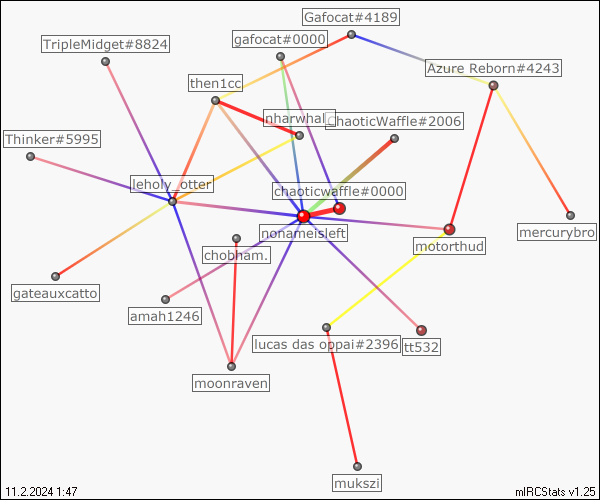 Gafocat#4189
gafocat#0000
TripleMidget#8824
Azure Reborn#4243
then1cc
nharwhal
ChaoticWaffle#2006
Thinker#5995
leholy_otter
chaoticwaffle#0000
nonameisleft
mercurybro
motorthud
chobham.
gateauxcatto
amah1246
lucas das oppai#2396
tt532
moonraven
mukszi
11.2.2024 1:47
mIRCStats v1.25